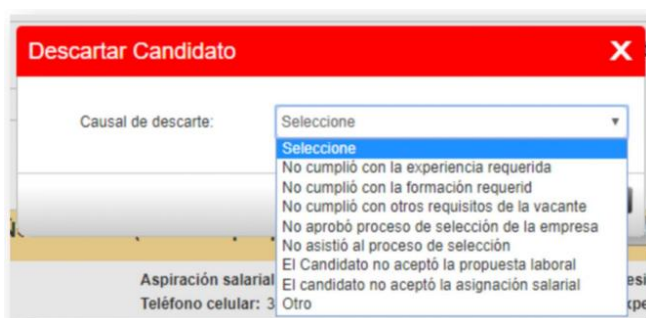 Descartar Candidato X
Causal de descarte: Seleccione
Seleccione
No cumplió con la experiencia requerida
No cumplió con la formación requerid
No cumplió con otros requisitos de la vacante
No aprobó proceso de selección de la empresa
No asistió al proceso de selección
El Candidato no aceptó la propuesta laboral
Aspiración salarial El candidato no aceptó la asignación salarial
Teléfono celular: 3 Otro